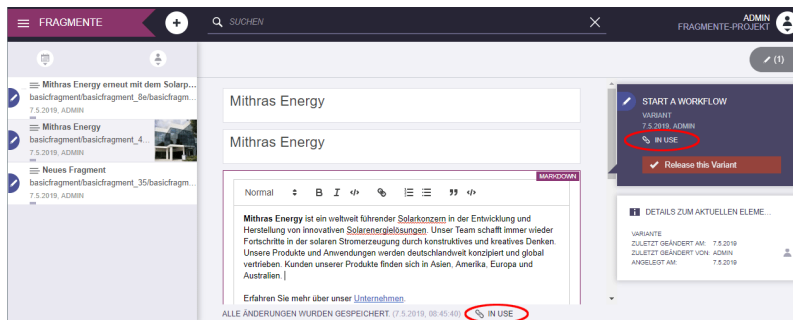 FRAGMENTE
SUCHEN
ADMIN
FRAGMENTE-PROJEKT
(1)
Mithras Energy erneut mit dem Solarp...
basicfragment/basicfragment_8e/basicfragm...
7.5.2019, ADMIN
Mithras Energy
basicfragment/basicfragment_4...
7.5.2019, ADMIN
Neues Fragment
basicfragment/basicfragment_35/basicfragm...
7.5.2019, ADMIN
Mithras Energy
Mithras Energy
MARKDOWN
Normal
Mithras Energy ist ein weltweit führender Solarkonzern in der Entwicklung und
Herstellung von innovativen Solarenergielösungen. Unser Team schafft immer wieder
Fortschritte in der solaren Stromerzeugung durch konstruktives und kreatives Denken.
Unsere Produkte und Anwendungen werden deutschlandweit konzipiert und global
vertrieben. Kunden unserer Produkte finden sich in Asien, Amerika, Europa und
Australien.
Erfahren Sie mehr über unser Unternehmen.
ALLE ÄNDERUNGEN WURDEN GESPEICHERT. (7.5.2019, 08:45:40) IN USE
START A WORKFLOW
VARIANT
7.5.2019, ADMIN
IN USE
Release this Variant
DETAILS ZUM AKTUELLEN ELEME...
VARIANTE
ZULETZT GEÄNDERT AM: 7.5.2019
ZULETZT GEÄNDERT VON: ADMIN
ANGELEGT AM: 7.5.2019